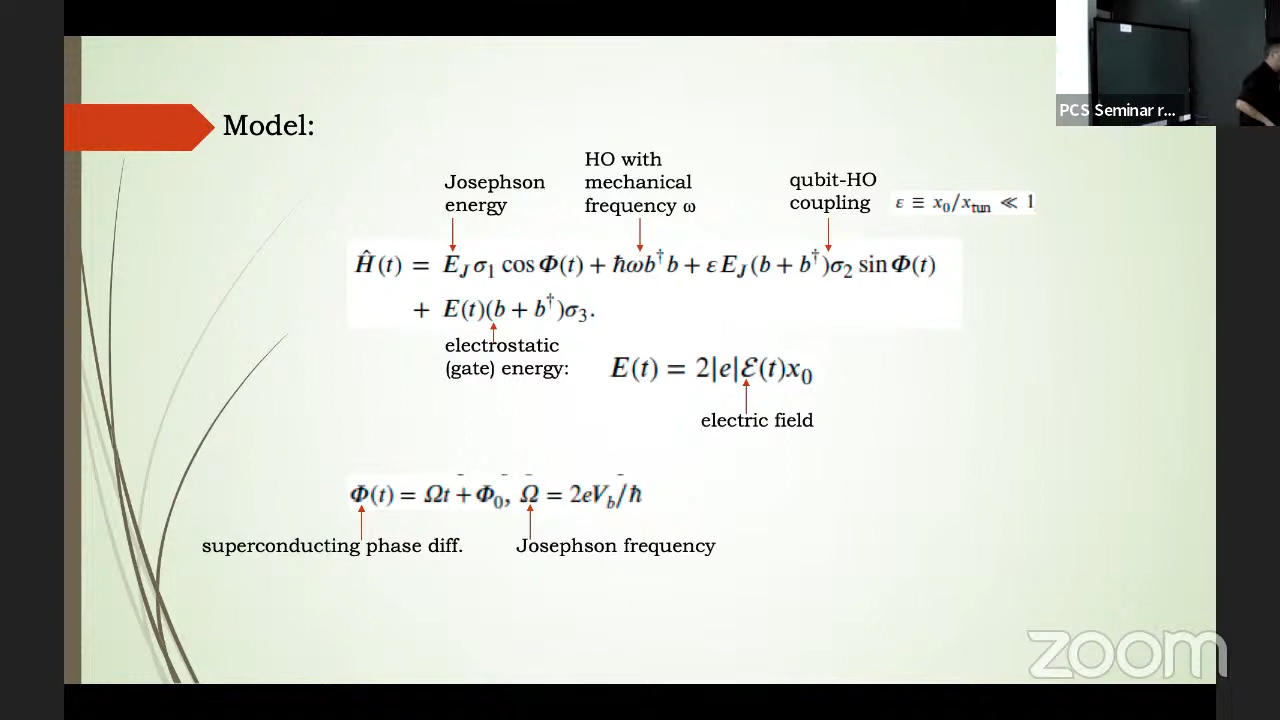 PCS Seminar r...
Model:
Josephson energy
HO with mechanical frequency ω
qubit-HO coupling
ε ≡ x₀/x_tun ≪ 1
Ĥ(t) = E_J σ₁ cos Φ(t) + ħωb†b + εE_J(b + b†)σ₂ sin Φ(t)
+ E(t)(b + b†)σ₃.
electrostatic (gate) energy:
E(t) = 2|e|ℰ(t)x₀
electric field
Φ(t) = Ωt + Φ₀, Ω = 2eV_b/ħ
superconducting phase diff.
Josephson frequency
zoom